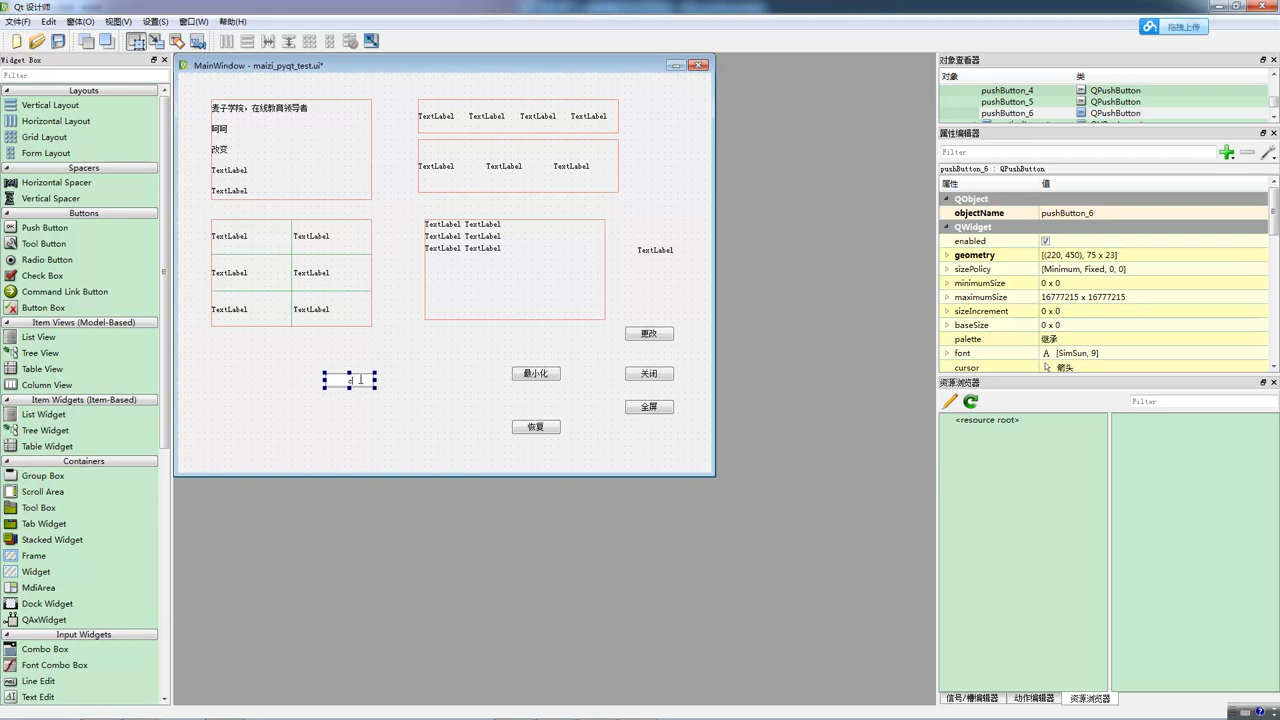 Qt 设计师
文件(F) Edit 窗体(O) 视图(V) 设置(S) 窗口(W) 帮助(H)
拖拽上传
Widget Box
Filter
Layouts
Vertical Layout
Horizontal Layout
Grid Layout
Form Layout
Spacers
Horizontal Spacer
Vertical Spacer
Buttons
Push Button
Tool Button
Radio Button
Check Box
Command Link Button
Button Box
Item Views (Model-Based)
List View
Tree View
Table View
Column View
Item Widgets (Item-Based)
List Widget
Tree Widget
Table Widget
Containers
Group Box
Scroll Area
Tool Box
Tab Widget
Stacked Widget
Frame
Widget
MdiArea
Dock Widget
QAxWidget
Input Widgets
Combo Box
Font Combo Box
Line Edit
Text Edit
MainWindow - maizi_pyqt_test.ui*
麦子学院，在线教育领导者
呵呵
改变
TextLabel
TextLabel
TextLabel TextLabel TextLabel TextLabel
TextLabel TextLabel TextLabel
TextLabel TextLabel
TextLabel TextLabel
TextLabel TextLabel
TextLabel TextLabel
TextLabel TextLabel
TextLabel TextLabel
TextLabel
更改
最小化 关闭
全屏
恢复
对象查看器
对象 类
pushButton_4 QPushButton
pushButton_5 QPushButton
pushButton_6 QPushButton
属性编辑器
Filter
pushButton_6 : QPushButton
属性 值
QObject
objectName pushButton_6
QWidget
enabled
geometry [(220, 450), 75 x 23]
sizePolicy [Minimum, Fixed, 0, 0]
minimumSize 0 x 0
maximumSize 16777215 x 16777215
sizeIncrement 0 x 0
baseSize 0 x 0
palette 继承
font A [SimSun, 9]
cursor 箭头
资源浏览器
Filter
<resource root>
信号/槽编辑器 动作编辑器 资源浏览器